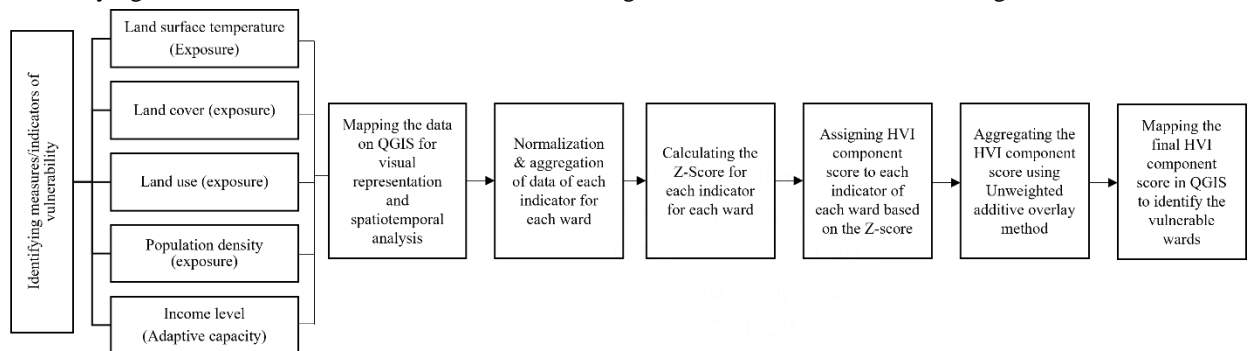 Identifying measures/indicators of
vulnerability
Land surface temperature
(Exposure)
Land cover (exposure)
Land use (exposure)
Population density
(exposure)
Income level
(Adaptive capacity)
Mapping the data
on QGIS for
visual
representation
and
spatiotemporal
analysis
Normalization
& aggregation
of data of each
indicator for
each ward
Calculating the
Z-Score for
each indicator
for each ward
Assigning HVI
component
score to each
indicator of
each ward based
on the Z-score
Aggregating the
HVI component
score using
Unweighted
additive overlay
method
Mapping the
final HVI
component
score in QGIS
to identify the
vulnerable
wards